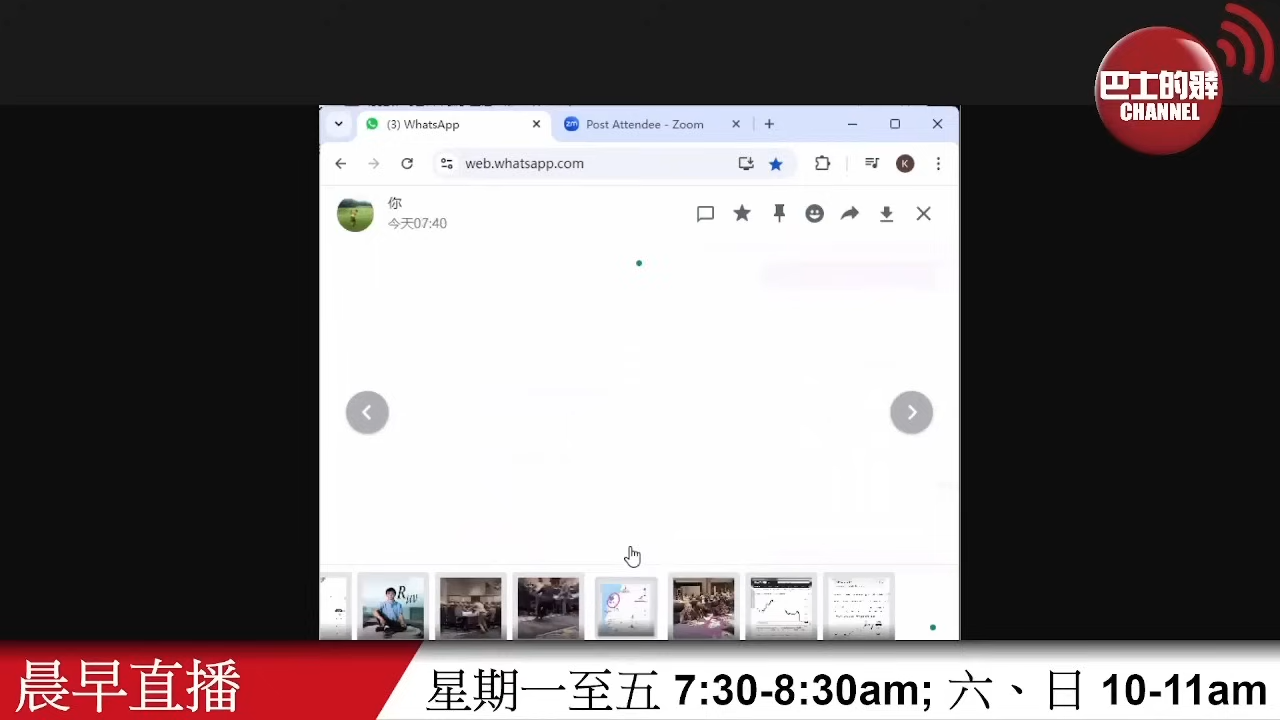 巴士的報
CHANNEL
(3) WhatsApp
zm
Post Attendee - Zoom
web.whatsapp.com
K
你
今天07:40
晨早直播
星期一至五 7:30-8:30am; 六、日 10-11am